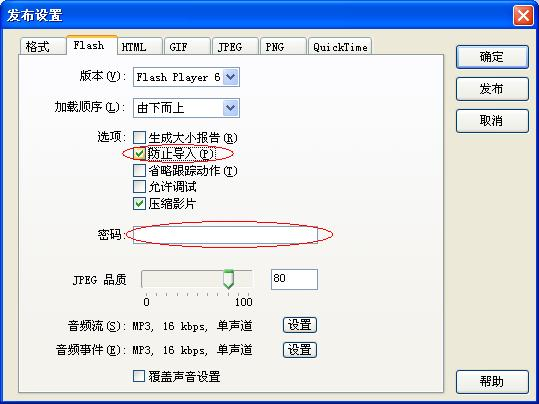 发布设置
格式 Flash HTML GIF JPEG PNG QuickTime
确定
发布
取消
版本(V): Flash Player 6
加载顺序(L): 由下而上
选项: 生成大小报告(R)
防止导入(P)
省略跟踪动作(T)
允许调试
压缩影片
密码:
JPEG 品质 80
0 100
音频流(S): MP3, 16 kbps, 单声道 设置
音频事件(E): MP3, 16 kbps, 单声道 设置
覆盖声音设置
帮助